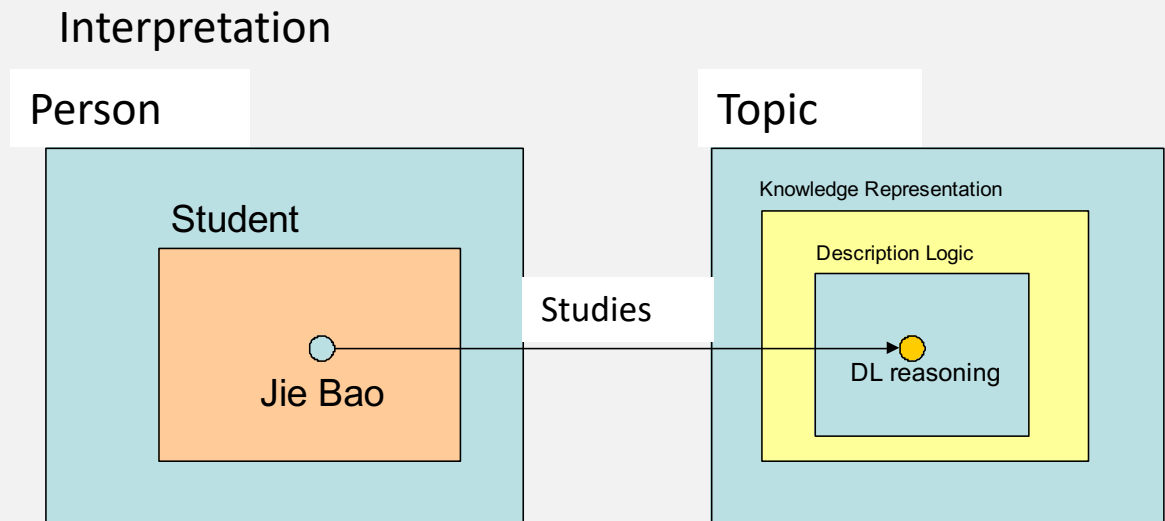 Interpretation
Person
Topic
Knowledge Representation
Student
Description Logic
Studies
DL reasoning
Jie Bao